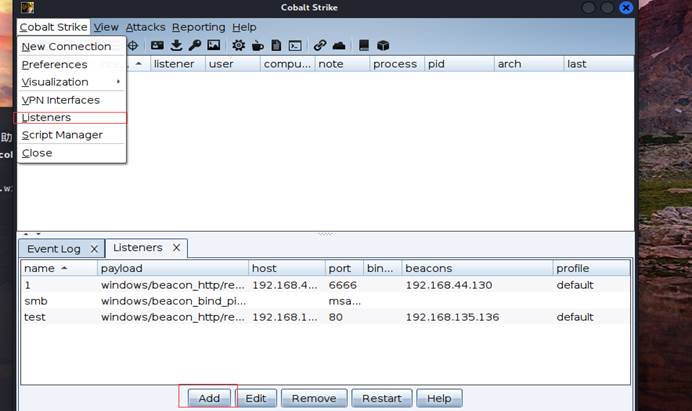 Cobalt Strike
Cobalt Strike View Attacks Reporting Help
New Connection
Preferences
Visualization
VPN Interfaces
Listeners
Script Manager
Close
listener user compu... note process pid arch last
助
Event Log X Listeners X
name payload host port bin... beacons profile
1 windows/beacon_http/re... 192.168.4... 6666 192.168.44.130 default
smb windows/beacon_bind_pi... msa...
test windows/beacon_http/re... 192.168.1... 80 192.168.135.136 default
Add Edit Remove Restart Help